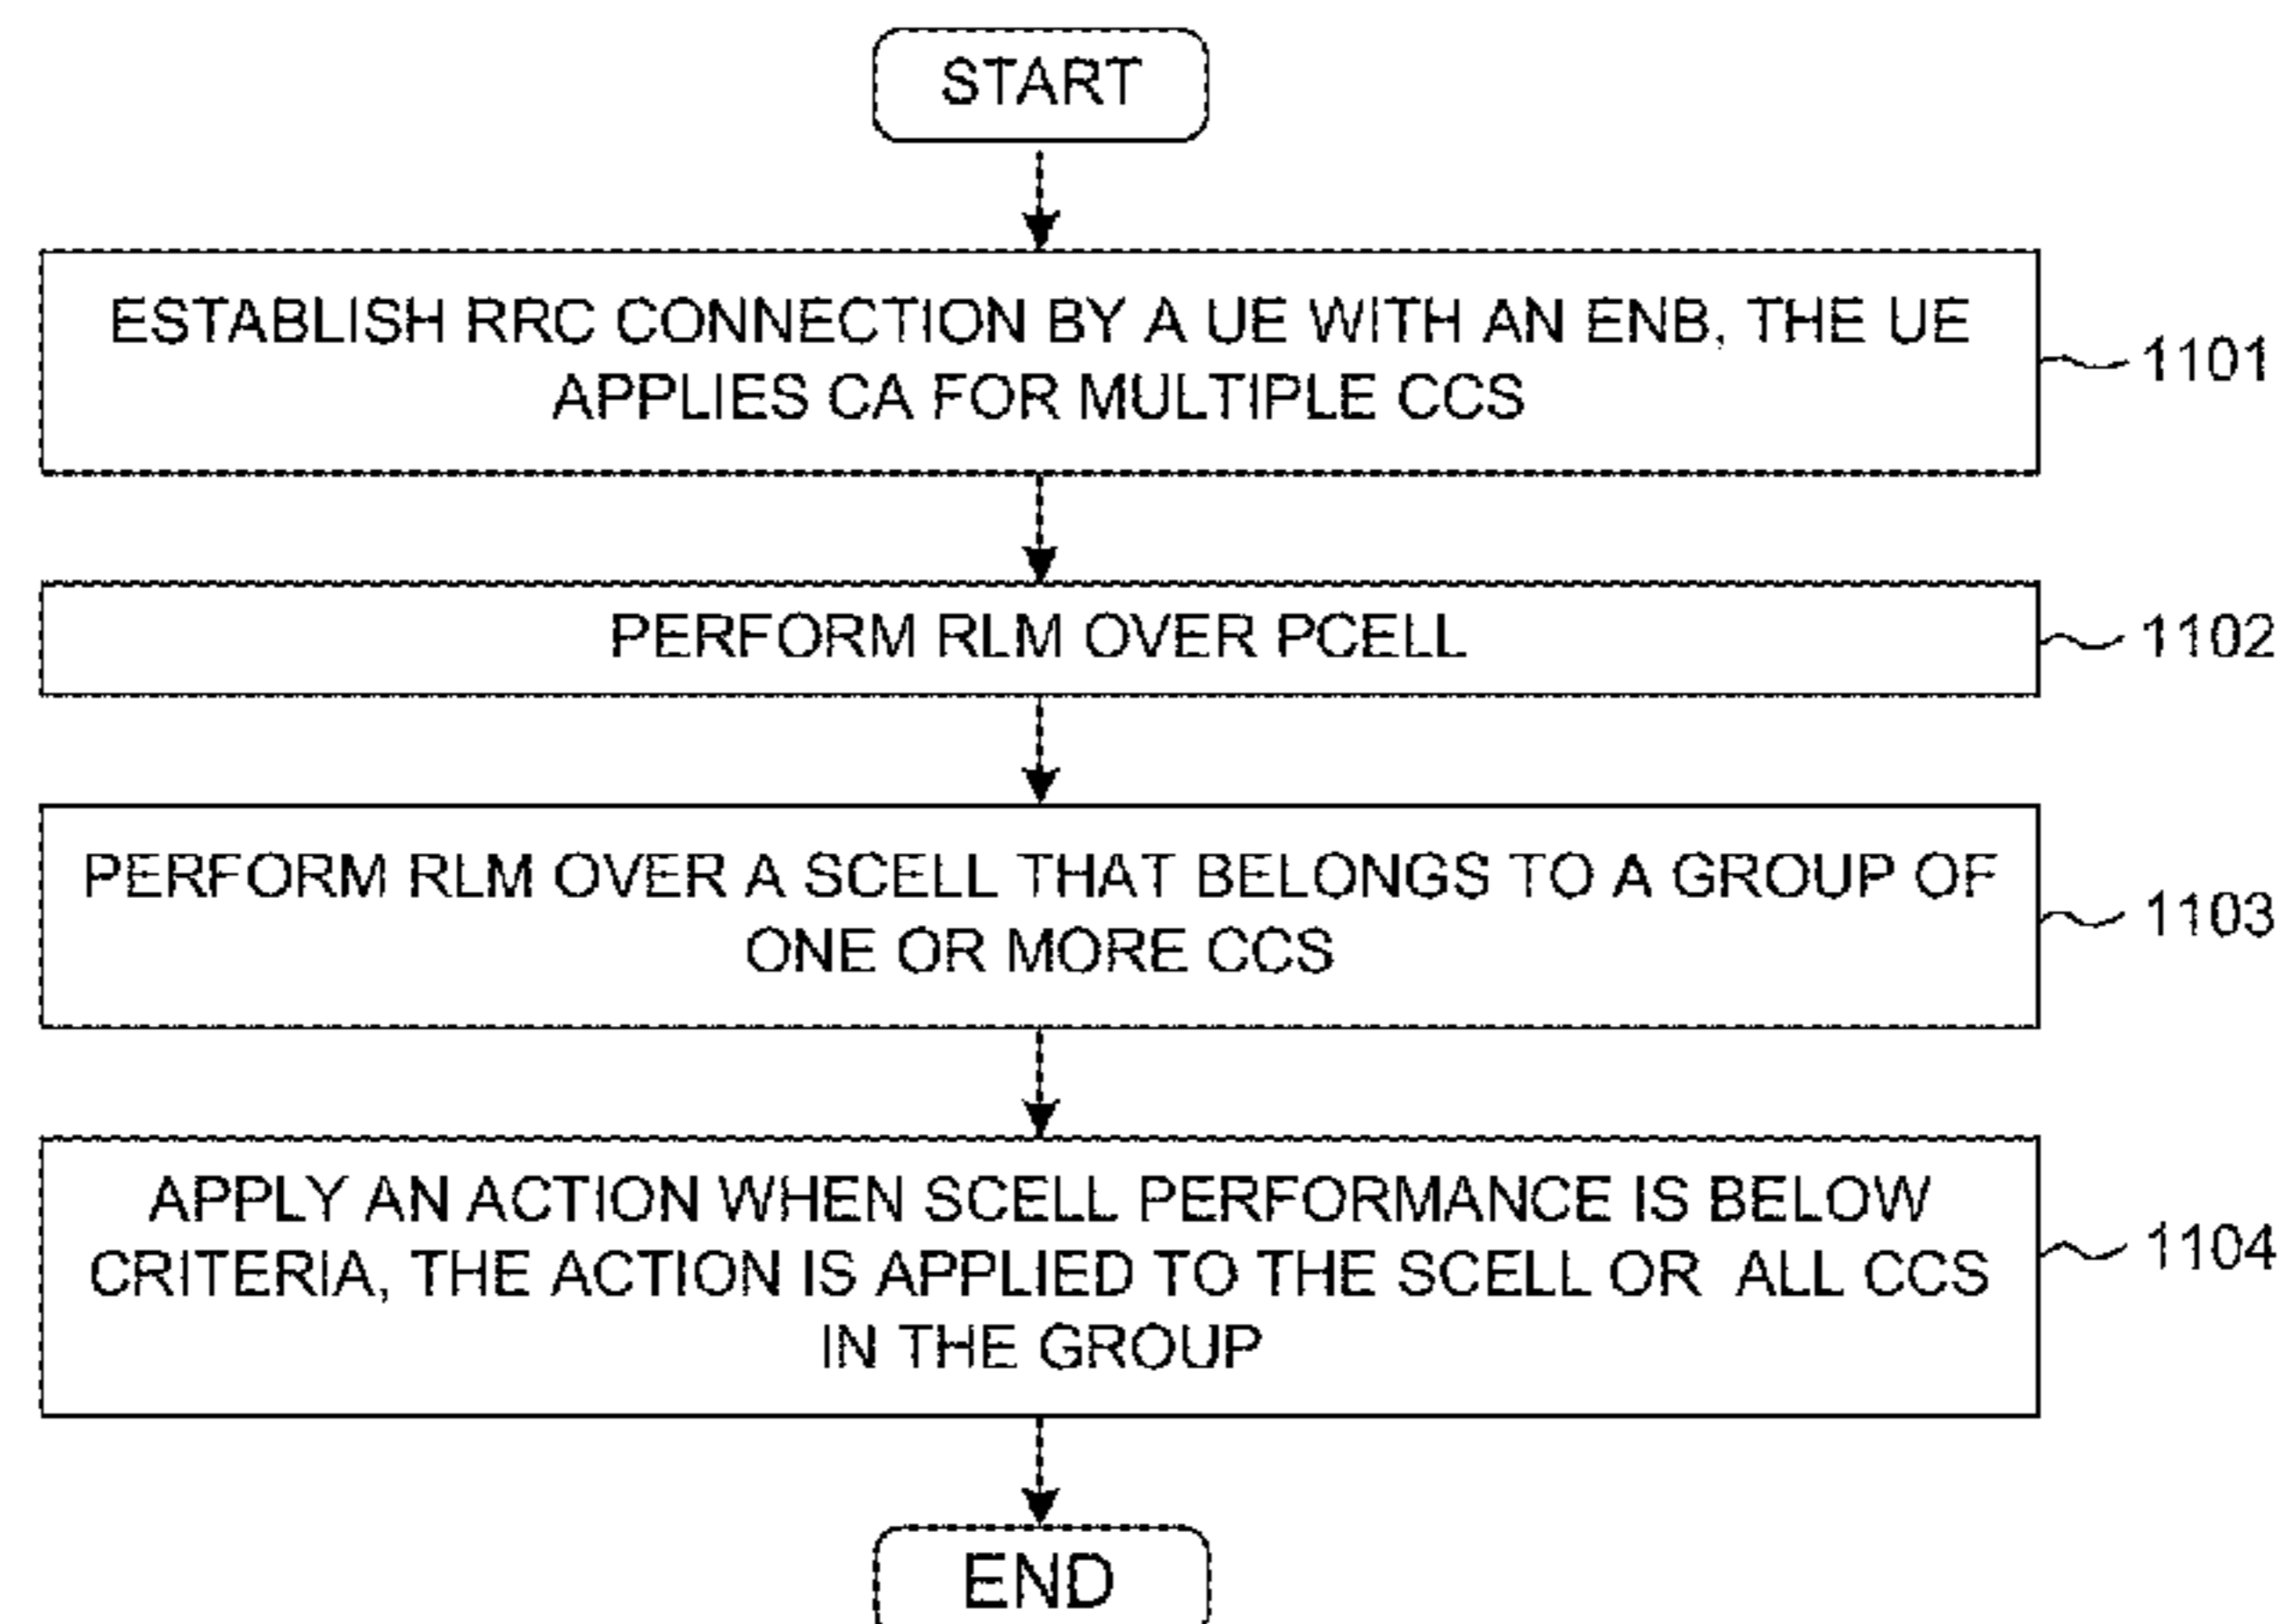 START
ESTABLISH RRC CONNECTION BY A UE WITH AN ENB, THE UE
APPLIES CA FOR MULTIPLE CCS
1101
PERFORM RLM OVER PCELL
1102
PERFORM RLM OVER A SCELL THAT BELONGS TO A GROUP OF
ONE OR MORE CCS
1103
APPLY AN ACTION WHEN SCELL PERFORMANCE IS BELOW
CRITERIA, THE ACTION IS APPLIED TO THE SCELL OR ALL CCS
IN THE GROUP
1104
END